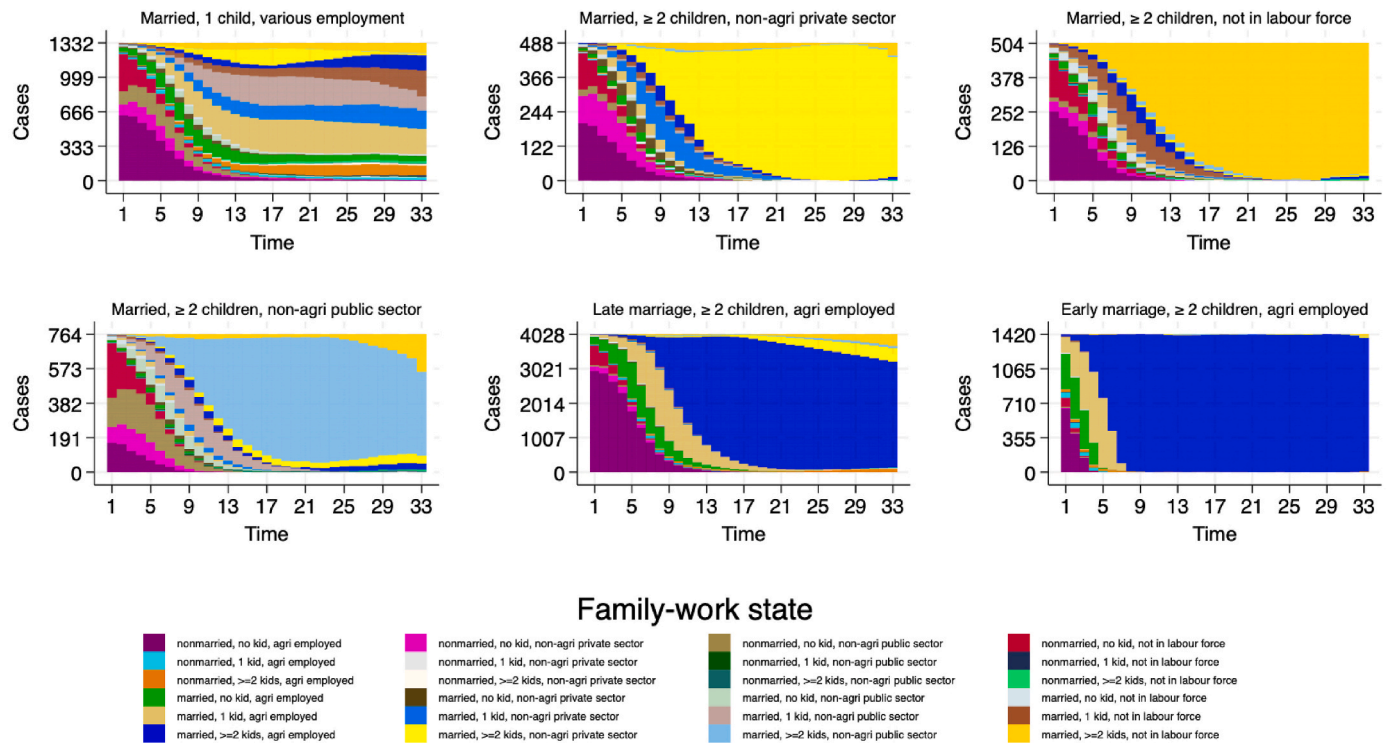 Married, 1 child, various employment
Married, ≥ 2 children, non-agri private sector
Married, ≥ 2 children, not in labour force
Cases
1332
999
666
333
0
1 5 9 13 17 21 25 29 33
Time
Cases
488
366
244
122
0
1 5 9 13 17 21 25 29 33
Time
Cases
504
378
252
126
0
1 5 9 13 17 21 25 29 33
Time
Married, ≥ 2 children, non-agri public sector
Late marriage, ≥ 2 children, agri employed
Early marriage, ≥ 2 children, agri employed
Cases
764
573
382
191
0
1 5 9 13 17 21 25 29 33
Time
Cases
4028
3021
2014
1007
0
1 5 9 13 17 21 25 29 33
Time
Cases
1420
1065
710
355
0
1 5 9 13 17 21 25 29 33
Time
Family-work state
nonmarried, no kid, agri employed
nonmarried, 1 kid, agri employed
nonmarried, >=2 kids, agri employed
married, no kid, agri employed
married, 1 kid, agri employed
married, >=2 kids, agri employed
nonmarried, no kid, non-agri private sector
nonmarried, 1 kid, non-agri private sector
nonmarried, >=2 kids, non-agri private sector
married, no kid, non-agri private sector
married, 1 kid, non-agri private sector
married, >=2 kids, non-agri private sector
nonmarried, no kid, non-agri public sector
nonmarried, 1 kid, non-agri public sector
nonmarried, >=2 kids, non-agri public sector
married, no kid, non-agri public sector
married, 1 kid, non-agri public sector
married, >=2 kids, non-agri public sector
nonmarried, no kid, not in labour force
nonmarried, 1 kid, not in labour force
nonmarried, >=2 kids, not in labour force
married, no kid, not in labour force
married, 1 kid, not in labour force
married, >=2 kids, not in labour force